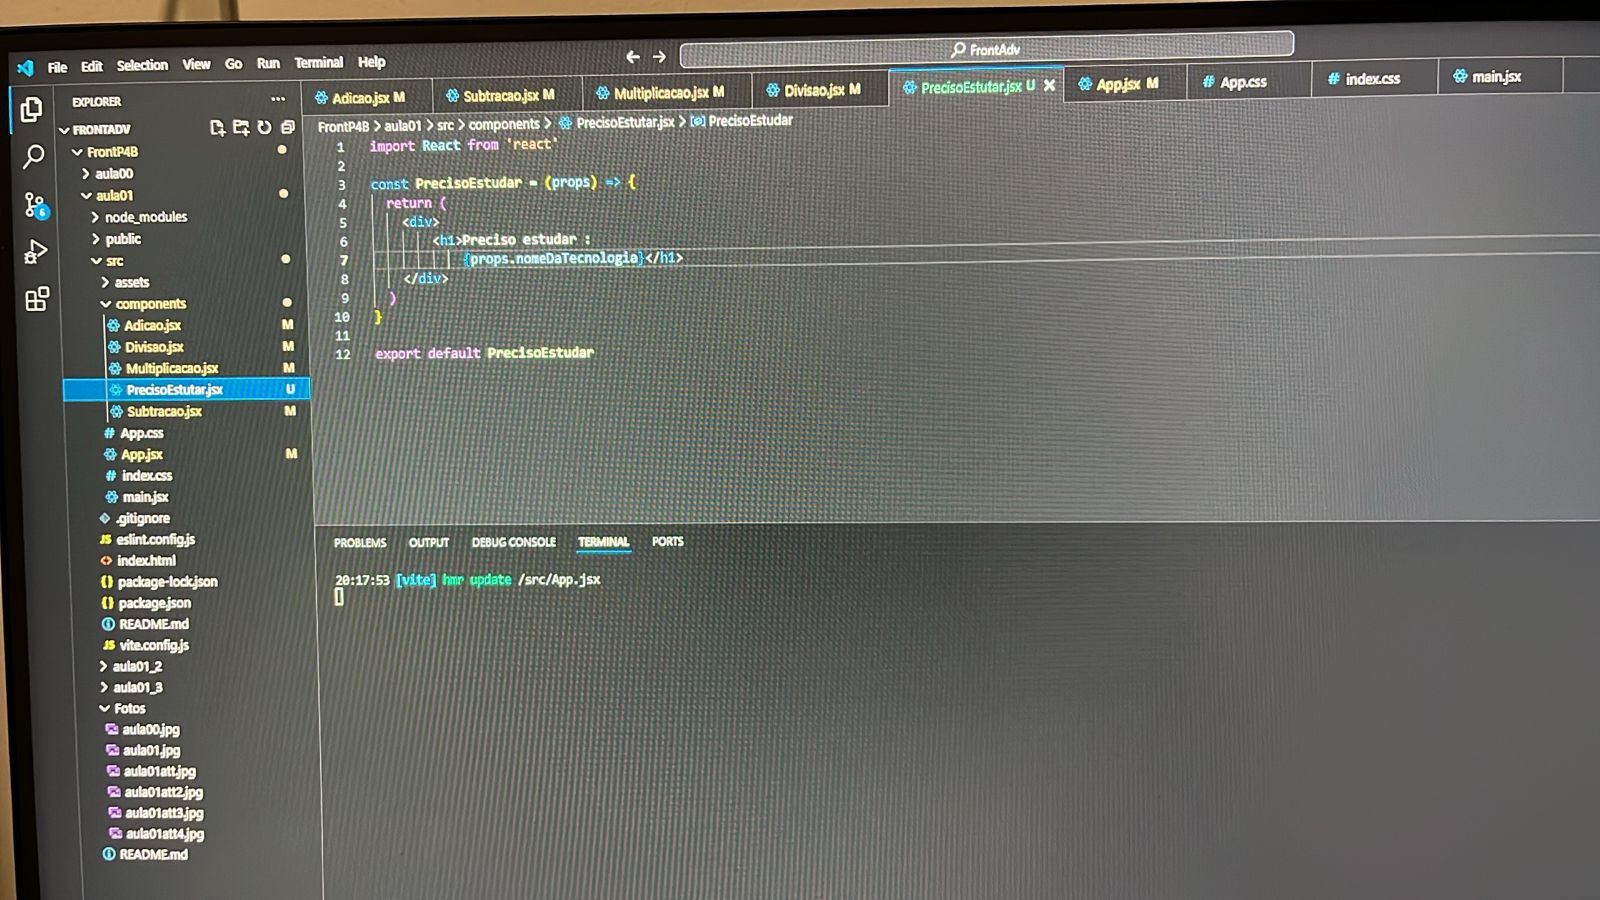 File Edit Selection View Go Run Terminal Help
FrontAdv
EXPLORER
FRONTADV
FrontP4B
aula00
aula01
node_modules
public
src
assets
components
Adicao.jsx M
Divisao.jsx M
Multiplicacao.jsx M
PrecisoEstutar.jsx U
Subtracao.jsx M
App.css
App.jsx M
index.css
main.jsx
.gitignore
eslint.config.js
index.html
package-lock.json
package.json
README.md
vite.config.js
aula01_2
aula01_3
Fotos
aula00.jpg
aula01.jpg
aula01att.jpg
aula01att2.jpg
aula01att3.jpg
aula01att4.jpg
README.md
6
Adicao.jsx M Subtracao.jsx M Multiplicacao.jsx M Divisao.jsx M PrecisoEstutar.jsx U App.jsx M App.css index.css main.jsx
FrontP4B > aula01 > src > components > PrecisoEstutar.jsx > PrecisoEstudar
1 import React from 'react'
2
3 const PrecisoEstudar = (props) => {
4 return (
5 <div>
6 <h1>Preciso estudar :
7 {props.nomeDaTecnologia}</h1>
8 </div>
9 )
10 }
11
12 export default PrecisoEstudar
PROBLEMS OUTPUT DEBUG CONSOLE TERMINAL PORTS
20:17:53 [vite] hmr update /src/App.jsx